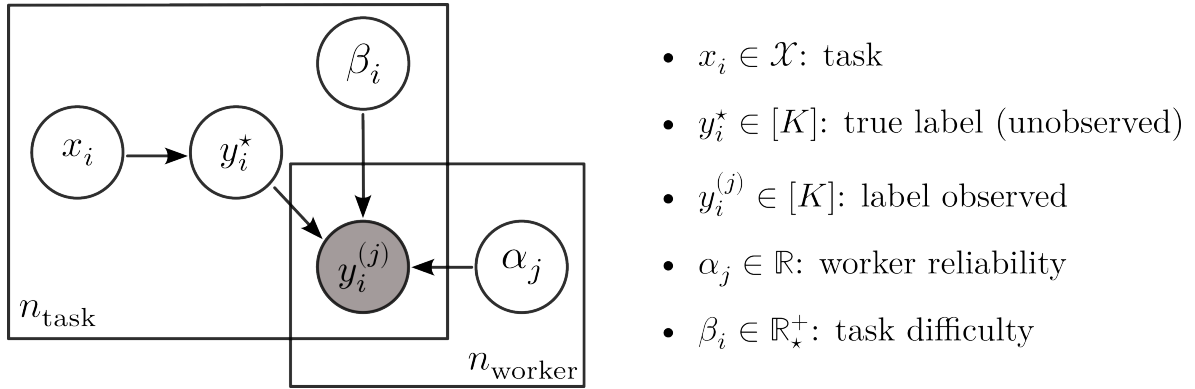 β_i
x_i
y_i^⋆
y_i^{(j)}
α_j
n_task
n_worker
• x_i ∈ 𝒳: task
• y_i^⋆ ∈ [K]: true label (unobserved)
• y_i^{(j)} ∈ [K]: label observed
• α_j ∈ ℝ: worker reliability
• β_i ∈ ℝ_⋆^+: task difficulty